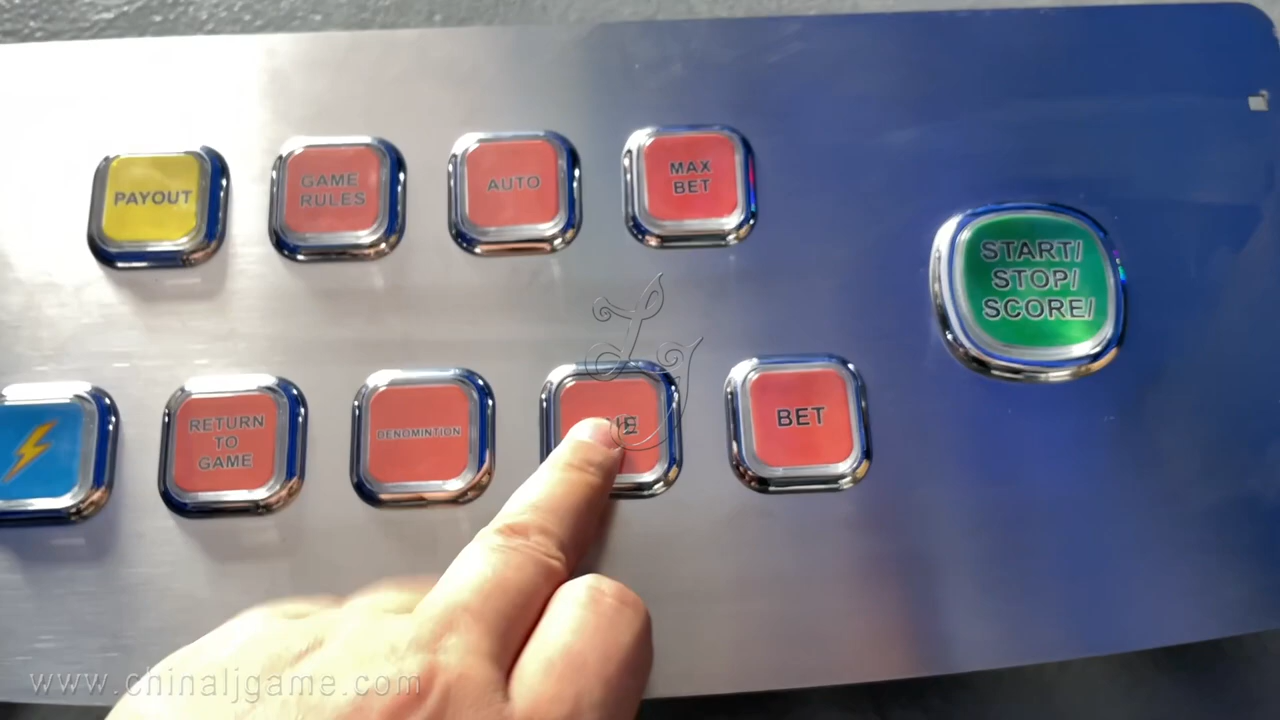 PAYOUT
GAME
RULES
AUTO
MAX
BET
START/
STOP/
SCORE/
RETURN
TO
GAME
DENOMINTION
BET
www.chinaljgame.com